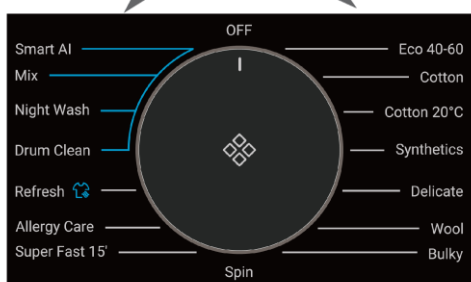 OFF
Smart AI
Mix
Night Wash
Drum Clean
Refresh
Allergy Care
Super Fast 15'
Eco 40-60
Cotton
Cotton 20°C
Synthetics
Delicate
Wool
Bulky
Spin